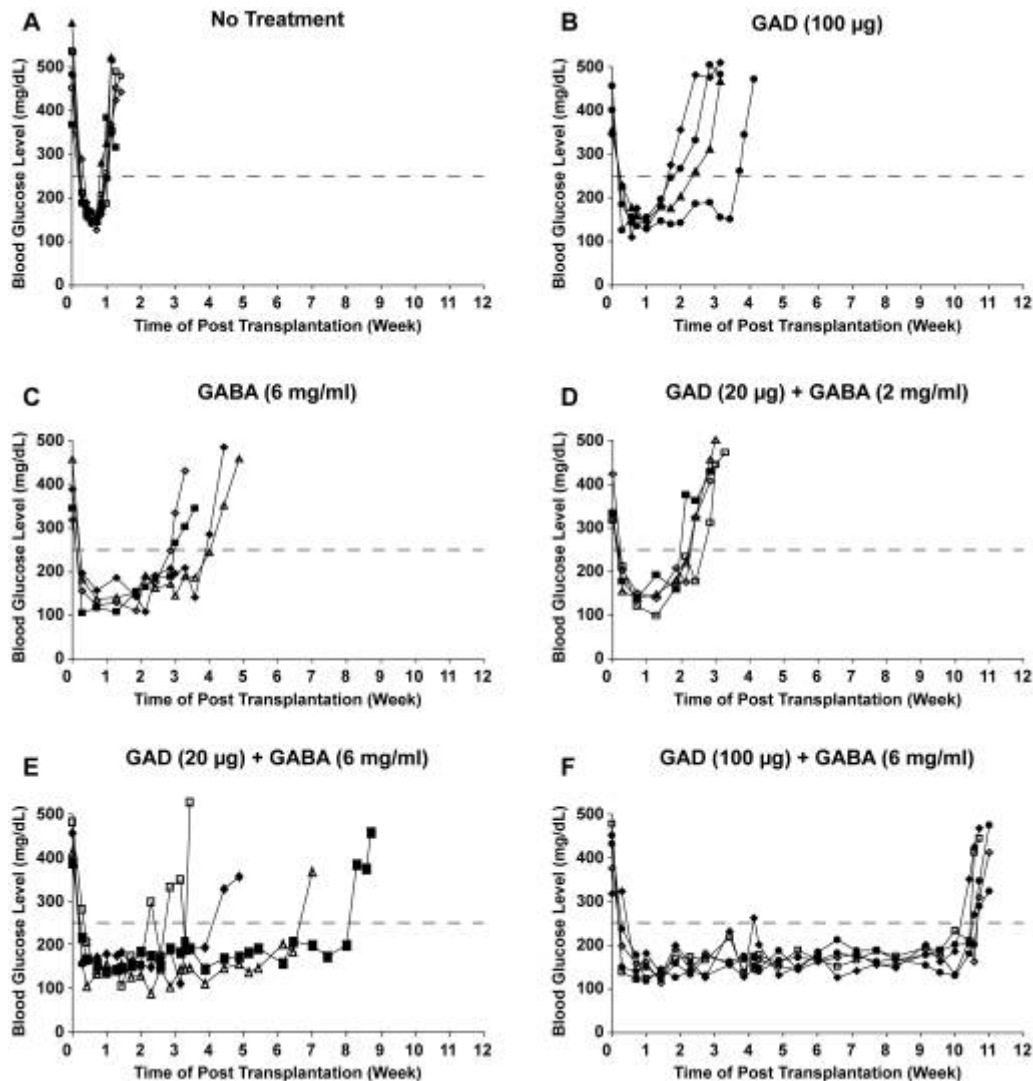 A
No Treatment
Blood Glucose Level (mg/dL)
500
400
300
200
100
0
0 1 2 3 4 5 6 7 8 9 10 11 12
Time of Post Transplantation (Week)
B
GAD (100 µg)
Blood Glucose Level (mg/dL)
500
400
300
200
100
0
0 1 2 3 4 5 6 7 8 9 10 11 12
Time of Post Transplantation (Week)
C
GABA (6 mg/ml)
Blood Glucose Level (mg/dL)
500
400
300
200
100
0
0 1 2 3 4 5 6 7 8 9 10 11 12
Time of Post Transplantation (Week)
D
GAD (20 µg) + GABA (2 mg/ml)
Blood Glucose Level (mg/dL)
500
400
300
200
100
0
0 1 2 3 4 5 6 7 8 9 10 11 12
Time of Post Transplantation (Week)
E
GAD (20 µg) + GABA (6 mg/ml)
Blood Glucose Level (mg/dL)
500
400
300
200
100
0
0 1 2 3 4 5 6 7 8 9 10 11 12
Time of Post Transplantation (Week)
F
GAD (100 µg) + GABA (6 mg/ml)
Blood Glucose Level (mg/dL)
500
400
300
200
100
0
0 1 2 3 4 5 6 7 8 9 10 11 12
Time of Post Transplantation (Week)